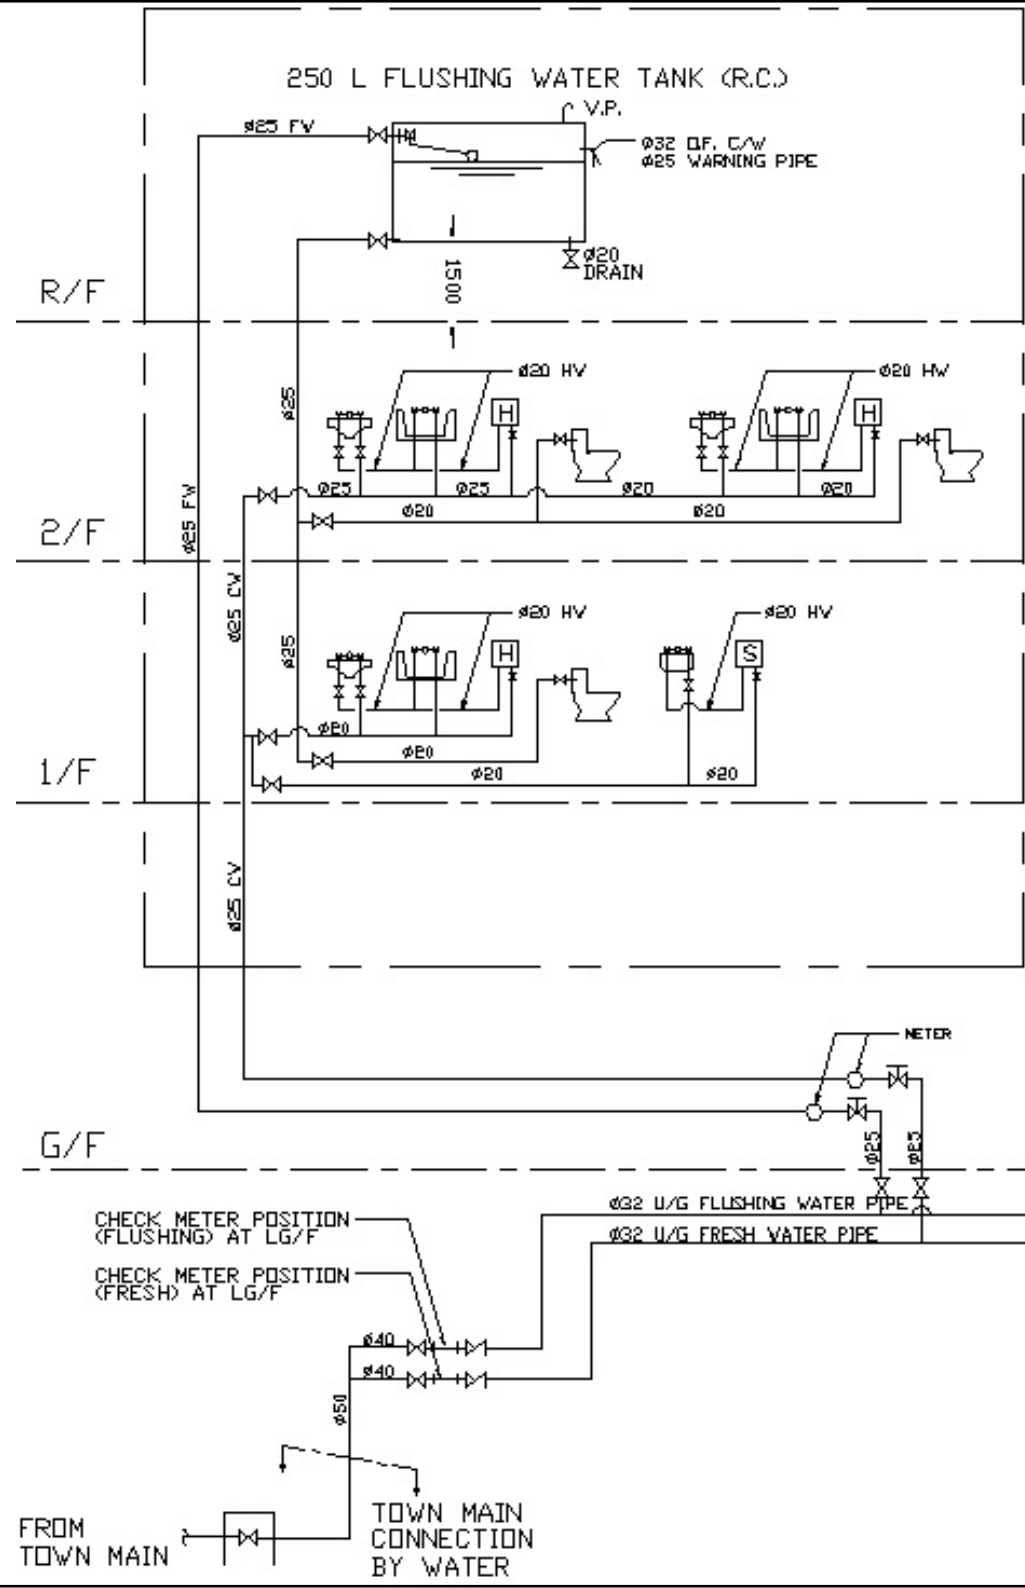 250 L FLUSHING WATER TANK (R.C.)
V.P.
Ø25 FW
Ø32 O.F. C/W
Ø25 WARNING PIPE
Ø20
DRAIN
1500
R/F
Ø20 HW
Ø20 HW
Ø25
H
H
Ø25
Ø25
Ø20
Ø20
Ø20
Ø20
Ø25 FW
2/F
Ø25 CW
Ø25
Ø20 HW
Ø20 HW
H
S
Ø20
Ø20
Ø20
Ø20
1/F
Ø25 CW
METER
G/F
Ø25
Ø25
Ø32 U/G FLUSHING WATER PIPE
Ø32 U/G FRESH WATER PIPE
CHECK METER POSITION
(FLUSHING) AT LG/F
CHECK METER POSITION
(FRESH) AT LG/F
Ø40
Ø40
Ø50
FROM
TOWN MAIN
TOWN MAIN
CONNECTION
BY WATER